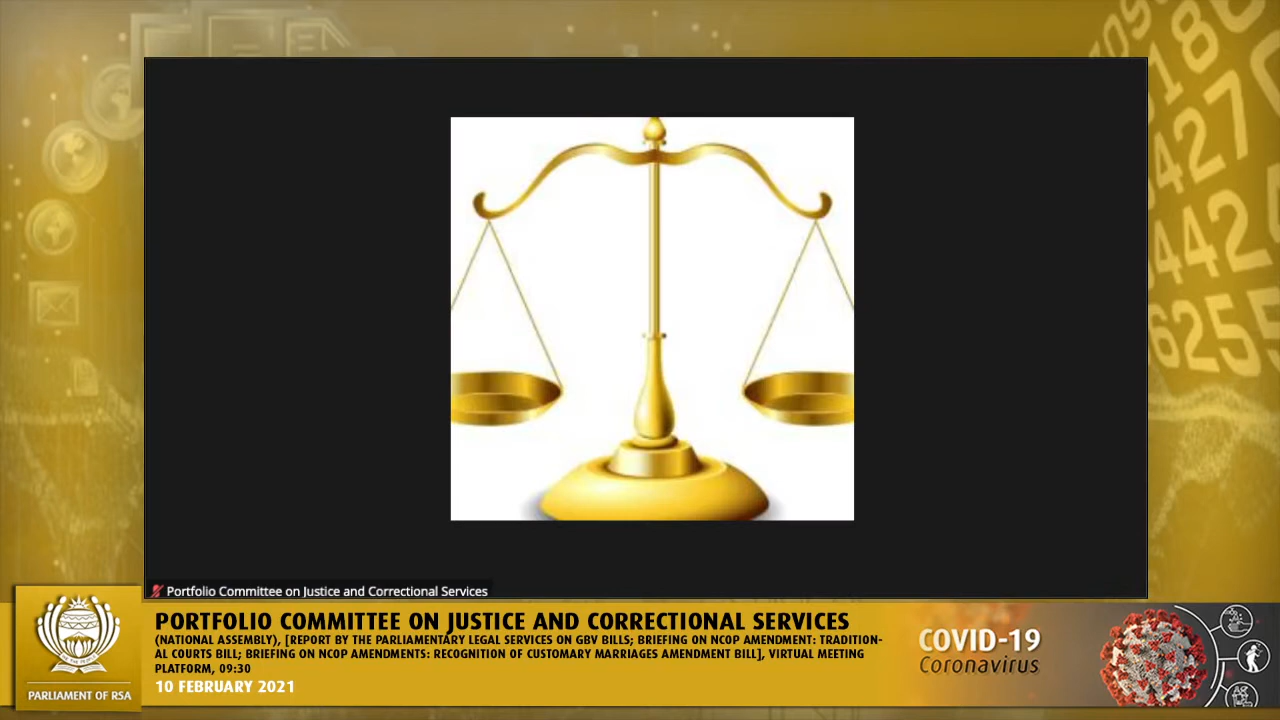 Portfolio Committee on Justice and Correctional Services
PORTFOLIO COMMITTEE ON JUSTICE AND CORRECTIONAL SERVICES
(NATIONAL ASSEMBLY), [REPORT BY THE PARLIAMENTARY LEGAL SERVICES ON GBV BILLS; BRIEFING ON NCOP AMENDMENT: TRADITION-
AL COURTS BILL; BRIEFING ON NCOP AMENDMENTS: RECOGNITION OF CUSTOMARY MARRIAGES AMENDMENT BILL], VIRTUAL MEETING
PLATFORM, 09:30
10 FEBRUARY 2021
PARLIAMENT OF RSA
COVID-19
Coronavirus